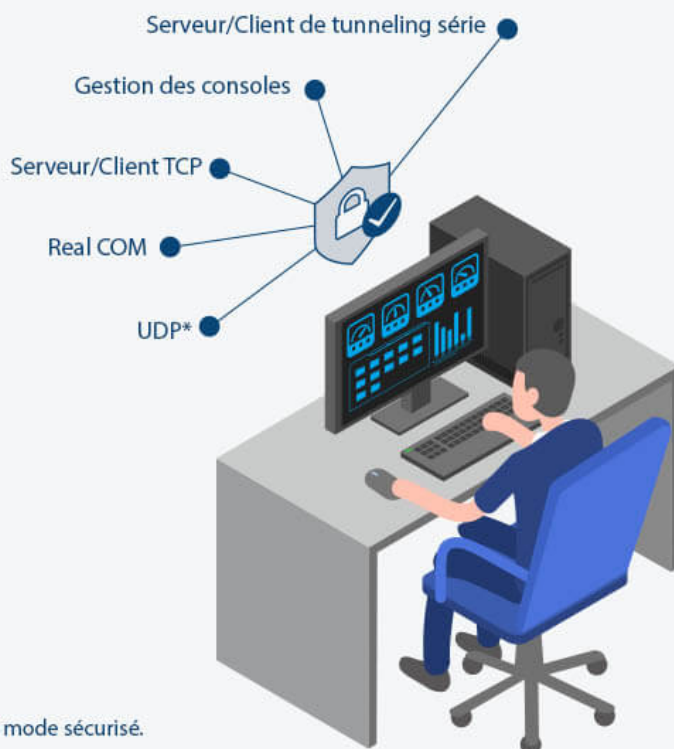 Serveur/Client de tunneling série
Gestion des consoles
Serveur/Client TCP
Real COM
UDP*
mode sécurisé.